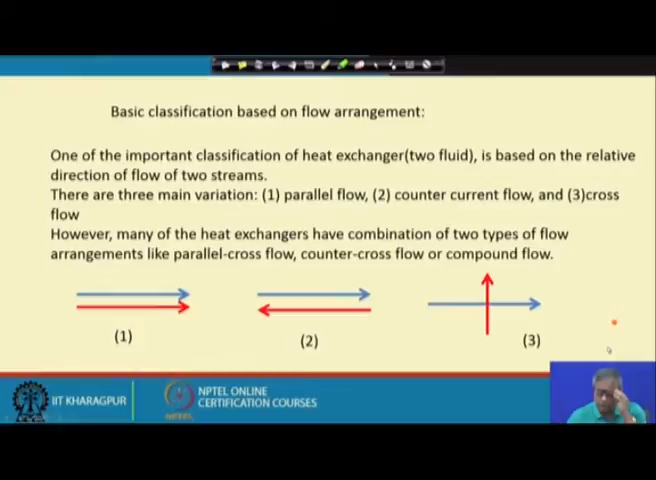 Basic classification based on flow arrangement:
One of the important classification of heat exchanger(two fluid), is based on the relative
direction of flow of two streams.
There are three main variation: (1) parallel flow, (2) counter current flow, and (3)cross
flow
However, many of the heat exchangers have combination of two types of flow
arrangements like parallel-cross flow, counter-cross flow or compound flow.
(1)
(2)
(3)
IIT KHARAGPUR
NPTEL ONLINE
CERTIFICATION COURSES
NPTEL